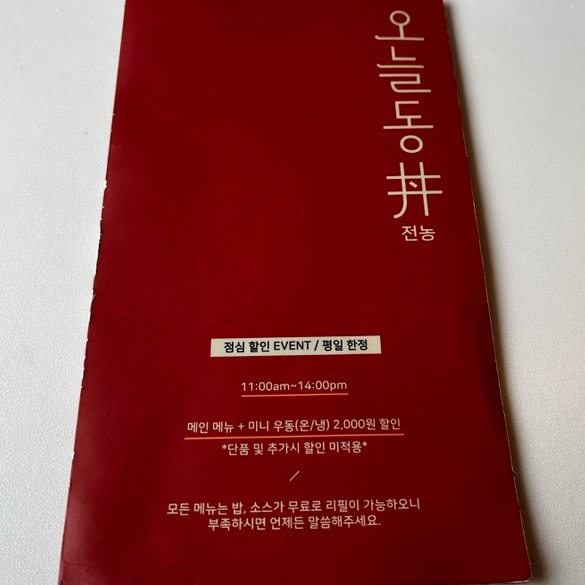 오늘동丼
전농
점심 할인 EVENT / 평일 한정
11:00am~14:00pm
메인 메뉴 + 미니 우동(온/냉) 2,000원 할인
*단품 및 추가시 할인 미적용*
/
모든 메뉴는 밥, 소스가 무료로 리필이 가능하오니
부족하시면 언제든 말씀해주세요.